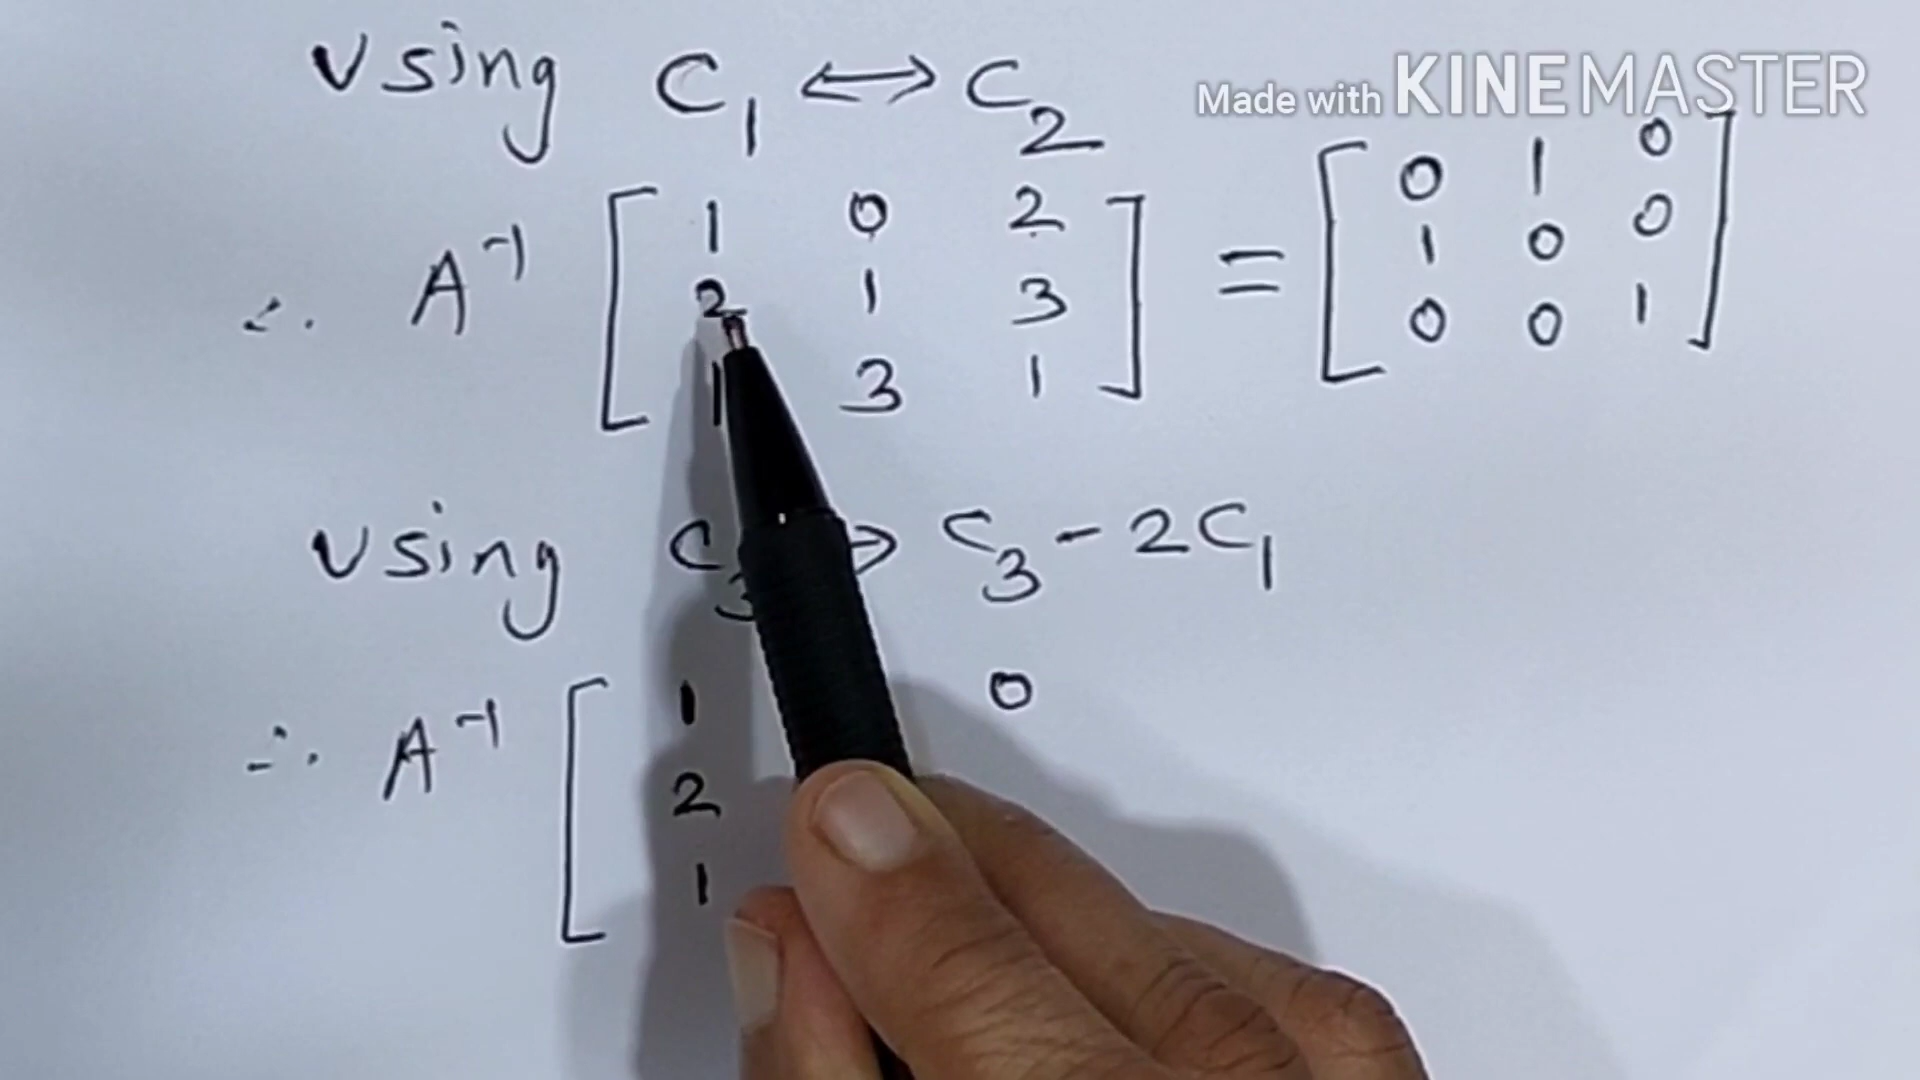 Using C₁ ↔ C₂
Made with KINEMASTER
∴ A⁻¹ [ 1 0 2 = [ 0 1 0
2 1 3 1 0 0
1 3 1 ] 0 0 1 ]
Using C₃ → C₃ - 2C₁
∴ A⁻¹ [ 1 0
2
1